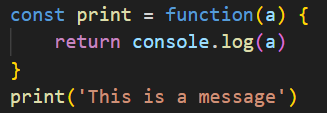 const print = function(a) {
    return console.log(a)
}
print('This is a message')